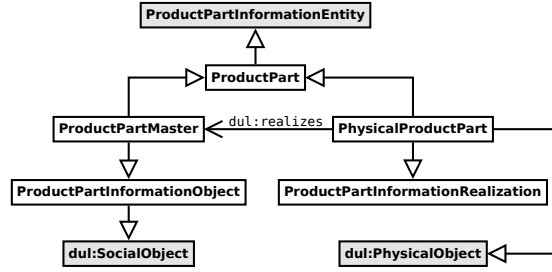 ProductPartInformationEntity
ProductPart
dul:realizes
ProductPartMaster
PhysicalProductPart
ProductPartInformationObject
ProductPartInformationRealization
dul:SocialObject
dul:PhysicalObject